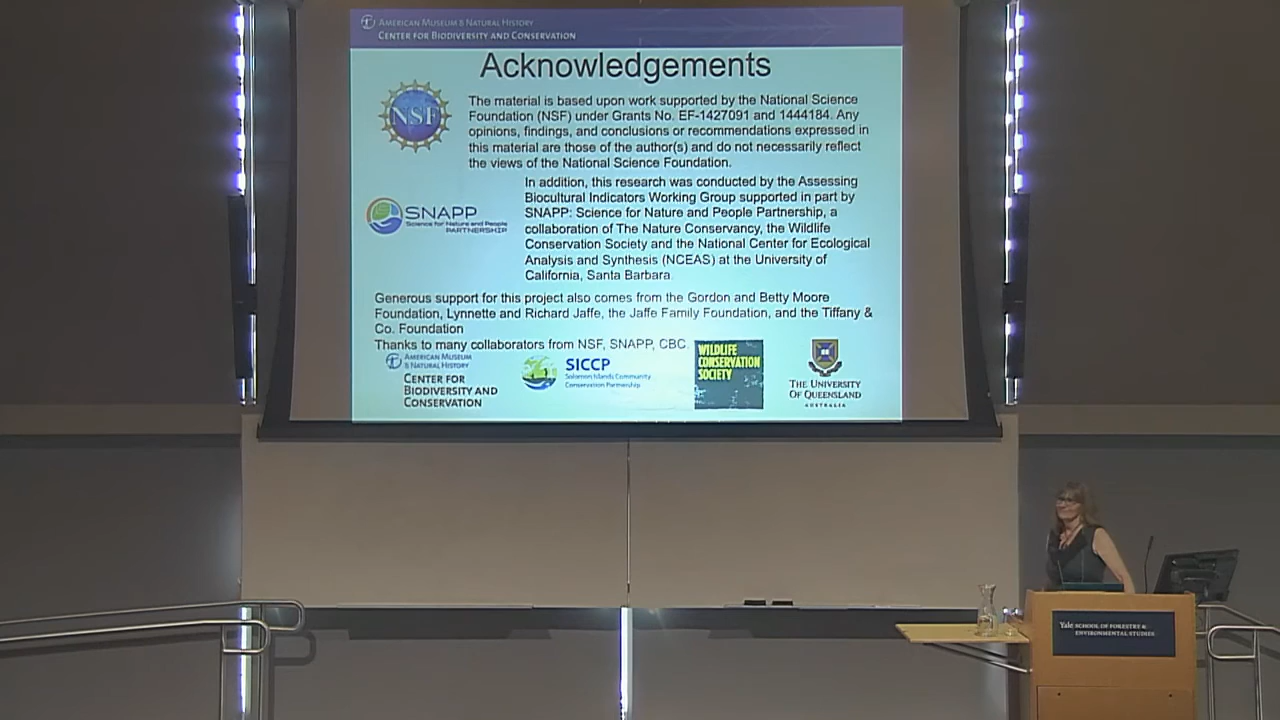 AMERICAN MUSEUM & NATURAL HISTORY
CENTER FOR BIODIVERSITY AND CONSERVATION
Acknowledgements
NSF
The material is based upon work supported by the National Science
Foundation (NSF) under Grants No. EF-1427091 and 1444184. Any
opinions, findings, and conclusions or recommendations expressed in
this material are those of the author(s) and do not necessarily reflect
the views of the National Science Foundation.
SNAPP
Science for Nature and People
PARTNERSHIP
In addition, this research was conducted by the Assessing
Biocultural Indicators Working Group supported in part by
SNAPP: Science for Nature and People Partnership, a
collaboration of The Nature Conservancy, the Wildlife
Conservation Society and the National Center for Ecological
Analysis and Synthesis (NCEAS) at the University of
California, Santa Barbara.
Generous support for this project also comes from the Gordon and Betty Moore
Foundation, Lynnette and Richard Jaffe, the Jaffe Family Foundation, and the Tiffany &
Co. Foundation
Thanks to many collaborators from NSF, SNAPP, CBC.
AMERICAN MUSEUM
& NATURAL HISTORY
CENTER FOR
BIODIVERSITY AND
CONSERVATION
SICCP
Solomon Islands Community
Conservation Partnership
WILDLIFE
CONSERVATION
SOCIETY
THE UNIVERSITY
OF QUEENSLAND
AUSTRALIA
Yale SCHOOL OF FORESTRY &
ENVIRONMENTAL STUDIES